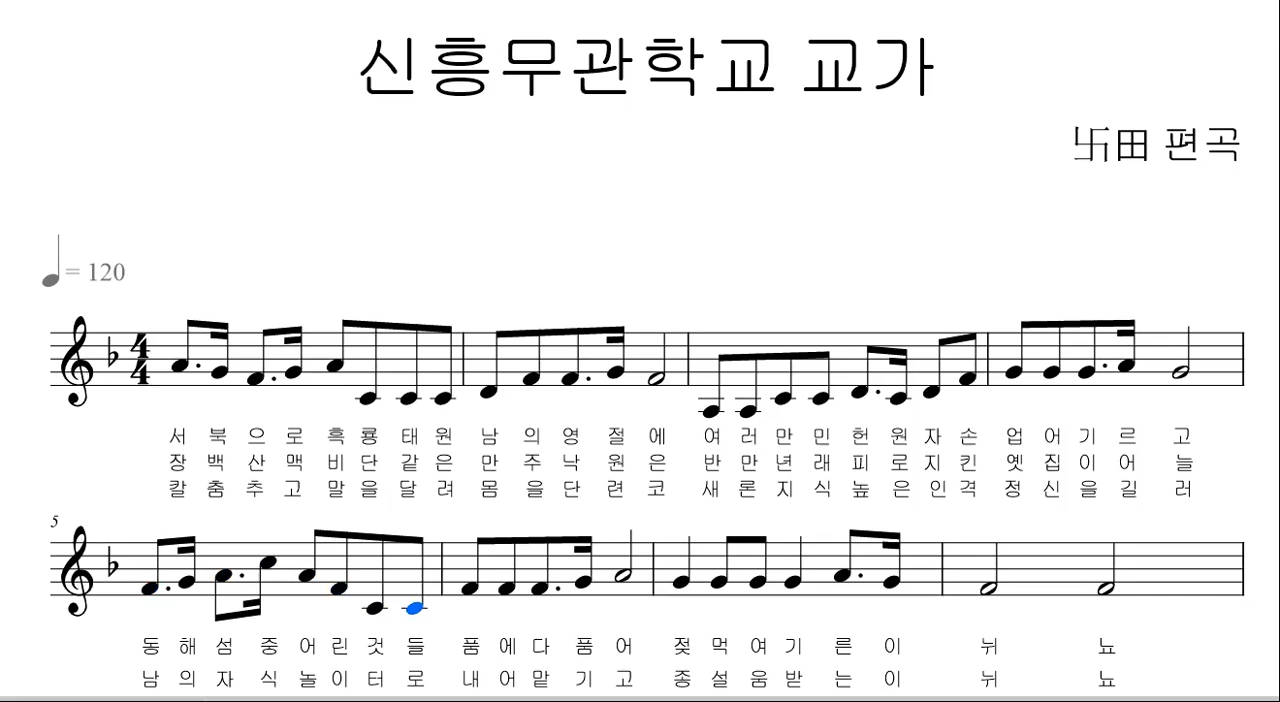 신흥무관학교 교가
卐田 편곡
= 120
4
4
서 북 으 로 흑 룡 태 원 남 의 영 절 에 여 러 만 민 헌 원 자 손 업 어 기 르 고
장 백 산 맥 비 단 같 은 만 주 낙 원 은 반 만 년 래 피 로 지 킨 옛 집 이 어 늘
칼 춤 추 고 말 을 달 려 몸 을 단 련 코 새 론 지 식 높 은 인 격 정 신 을 길 러
5
동 해 섬 중 어 린 것 들 품 에 다 품 어 젖 먹 여 기 른 이 뉘 뇨
남 의 자 식 놀 이 터 로 내 어 맡 기 고 종 설 움 받 는 이 뉘 뇨